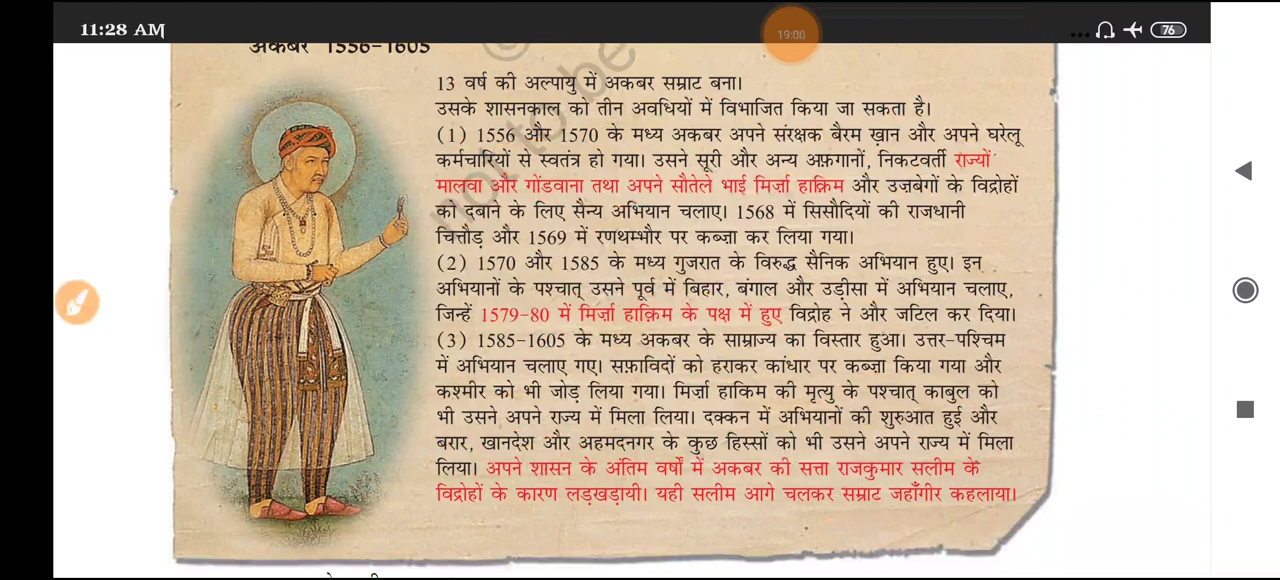 11:28 AM
19:00
76
अकबर 1556-1605
not to be
13 वर्ष की अल्पायु में अकबर सम्राट बना।
उसके शासनकाल को तीन अवधियों में विभाजित किया जा सकता है।
(1) 1556 और 1570 के मध्य अकबर अपने संरक्षक बैरम ख़ान और अपने घरेलू
कर्मचारियों से स्वतंत्र हो गया। उसने सूरी और अन्य अफ़गानों, निकटवर्ती राज्यों
मालवा और गोंडवाना तथा अपने सौतेले भाई मिर्ज़ा हाक़िम और उज़बेगों के विद्रोहों
को दबाने के लिए सैन्य अभियान चलाए। 1568 में सिसौदियों की राजधानी
चित्तौड़ और 1569 में रणथम्भौर पर कब्ज़ा कर लिया गया।
(2) 1570 और 1585 के मध्य गुजरात के विरुद्ध सैनिक अभियान हुए। इन
अभियानों के पश्चात् उसने पूर्व में बिहार, बंगाल और उड़ीसा में अभियान चलाए,
जिन्हें 1579-80 में मिर्ज़ा हाक़िम के पक्ष में हुए विद्रोह ने और जटिल कर दिया।
(3) 1585-1605 के मध्य अकबर के साम्राज्य का विस्तार हुआ। उत्तर-पश्चिम
में अभियान चलाए गए। सफ़ाविदों को हराकर कांधार पर कब्ज़ा किया गया और
कश्मीर को भी जोड़ लिया गया। मिर्ज़ा हाकिम की मृत्यु के पश्चात् काबुल को
भी उसने अपने राज्य में मिला लिया। दक्कन में अभियानों की शुरुआत हुई और
बरार, खानदेश और अहमदनगर के कुछ हिस्सों को भी उसने अपने राज्य में मिला
लिया। अपने शासन के अंतिम वर्षों में अकबर की सत्ता राजकुमार सलीम के
विद्रोहों के कारण लड़खड़ायी। यही सलीम आगे चलकर सम्राट जहाँगीर कहलाया।